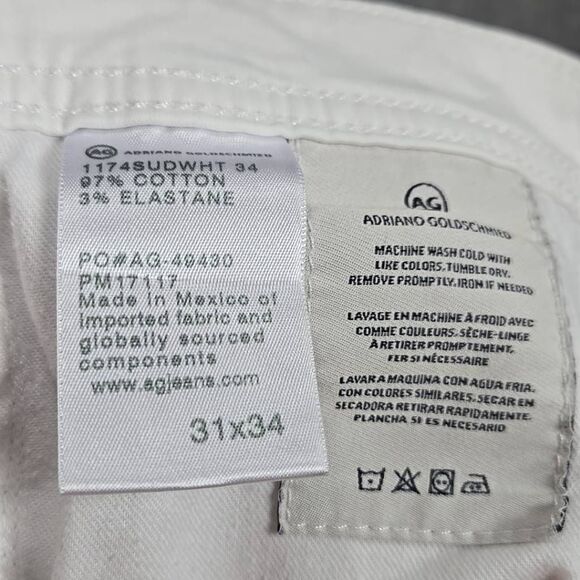 AG ADRIANO GOLDSCHMIED
1174SUDWHT 34
97% COTTON
3% ELASTANE
PO#AG-49430
PM17117
Made in Mexico of
imported fabric and
globally sourced
components
www.agjeans.com
31x34
AG
ADRIANO GOLDSCHMIED
MACHINE WASH COLD WITH
LIKE COLORS. TUMBLE DRY.
REMOVE PROMPTLY. IRON IF NEEDED
LAVAGE EN MACHINE À FROID AVEC
COMME COULEURS. SÈCHE-LINGE
À RETIRER PROMPTEMENT.
FER SI NÉCESSAIRE
LAVAR A MAQUINA CON AGUA FRIA.
CON COLORES SIMILARES. SECAR EN
SECADORA RETIRAR RAPIDAMENTE.
PLANCHA SI ES NECESARIO